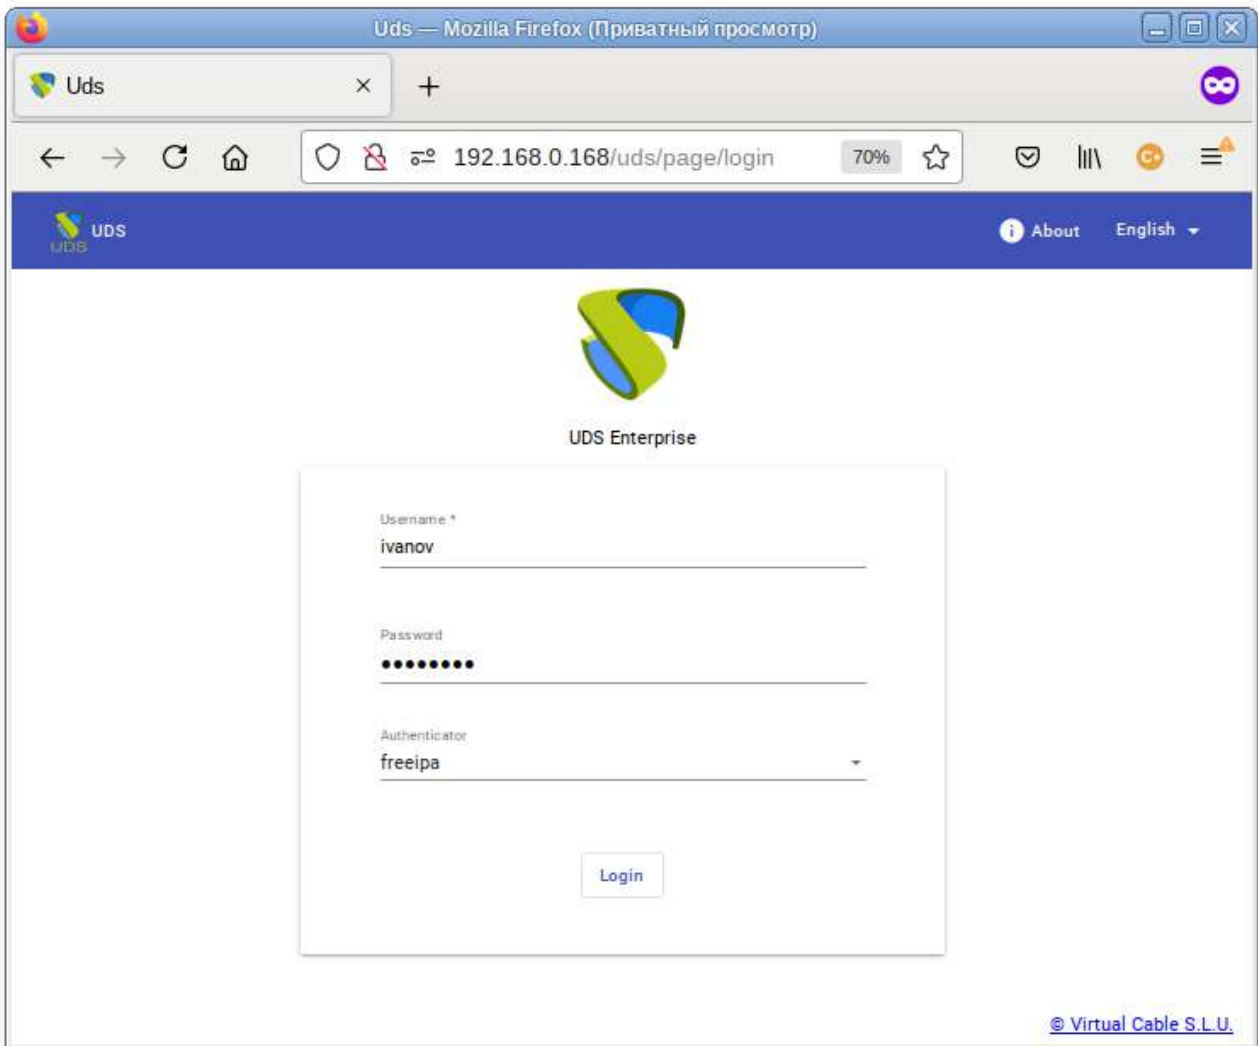 Uds — Mozilla Firefox (Приватный просмотр)
Uds
192.168.0.168/uds/page/login 70%
UDS UDS About English
UDS Enterprise
Username *
ivanov
Password
••••••••
Authenticator
freeipa
Login
© Virtual Cable S.L.U.